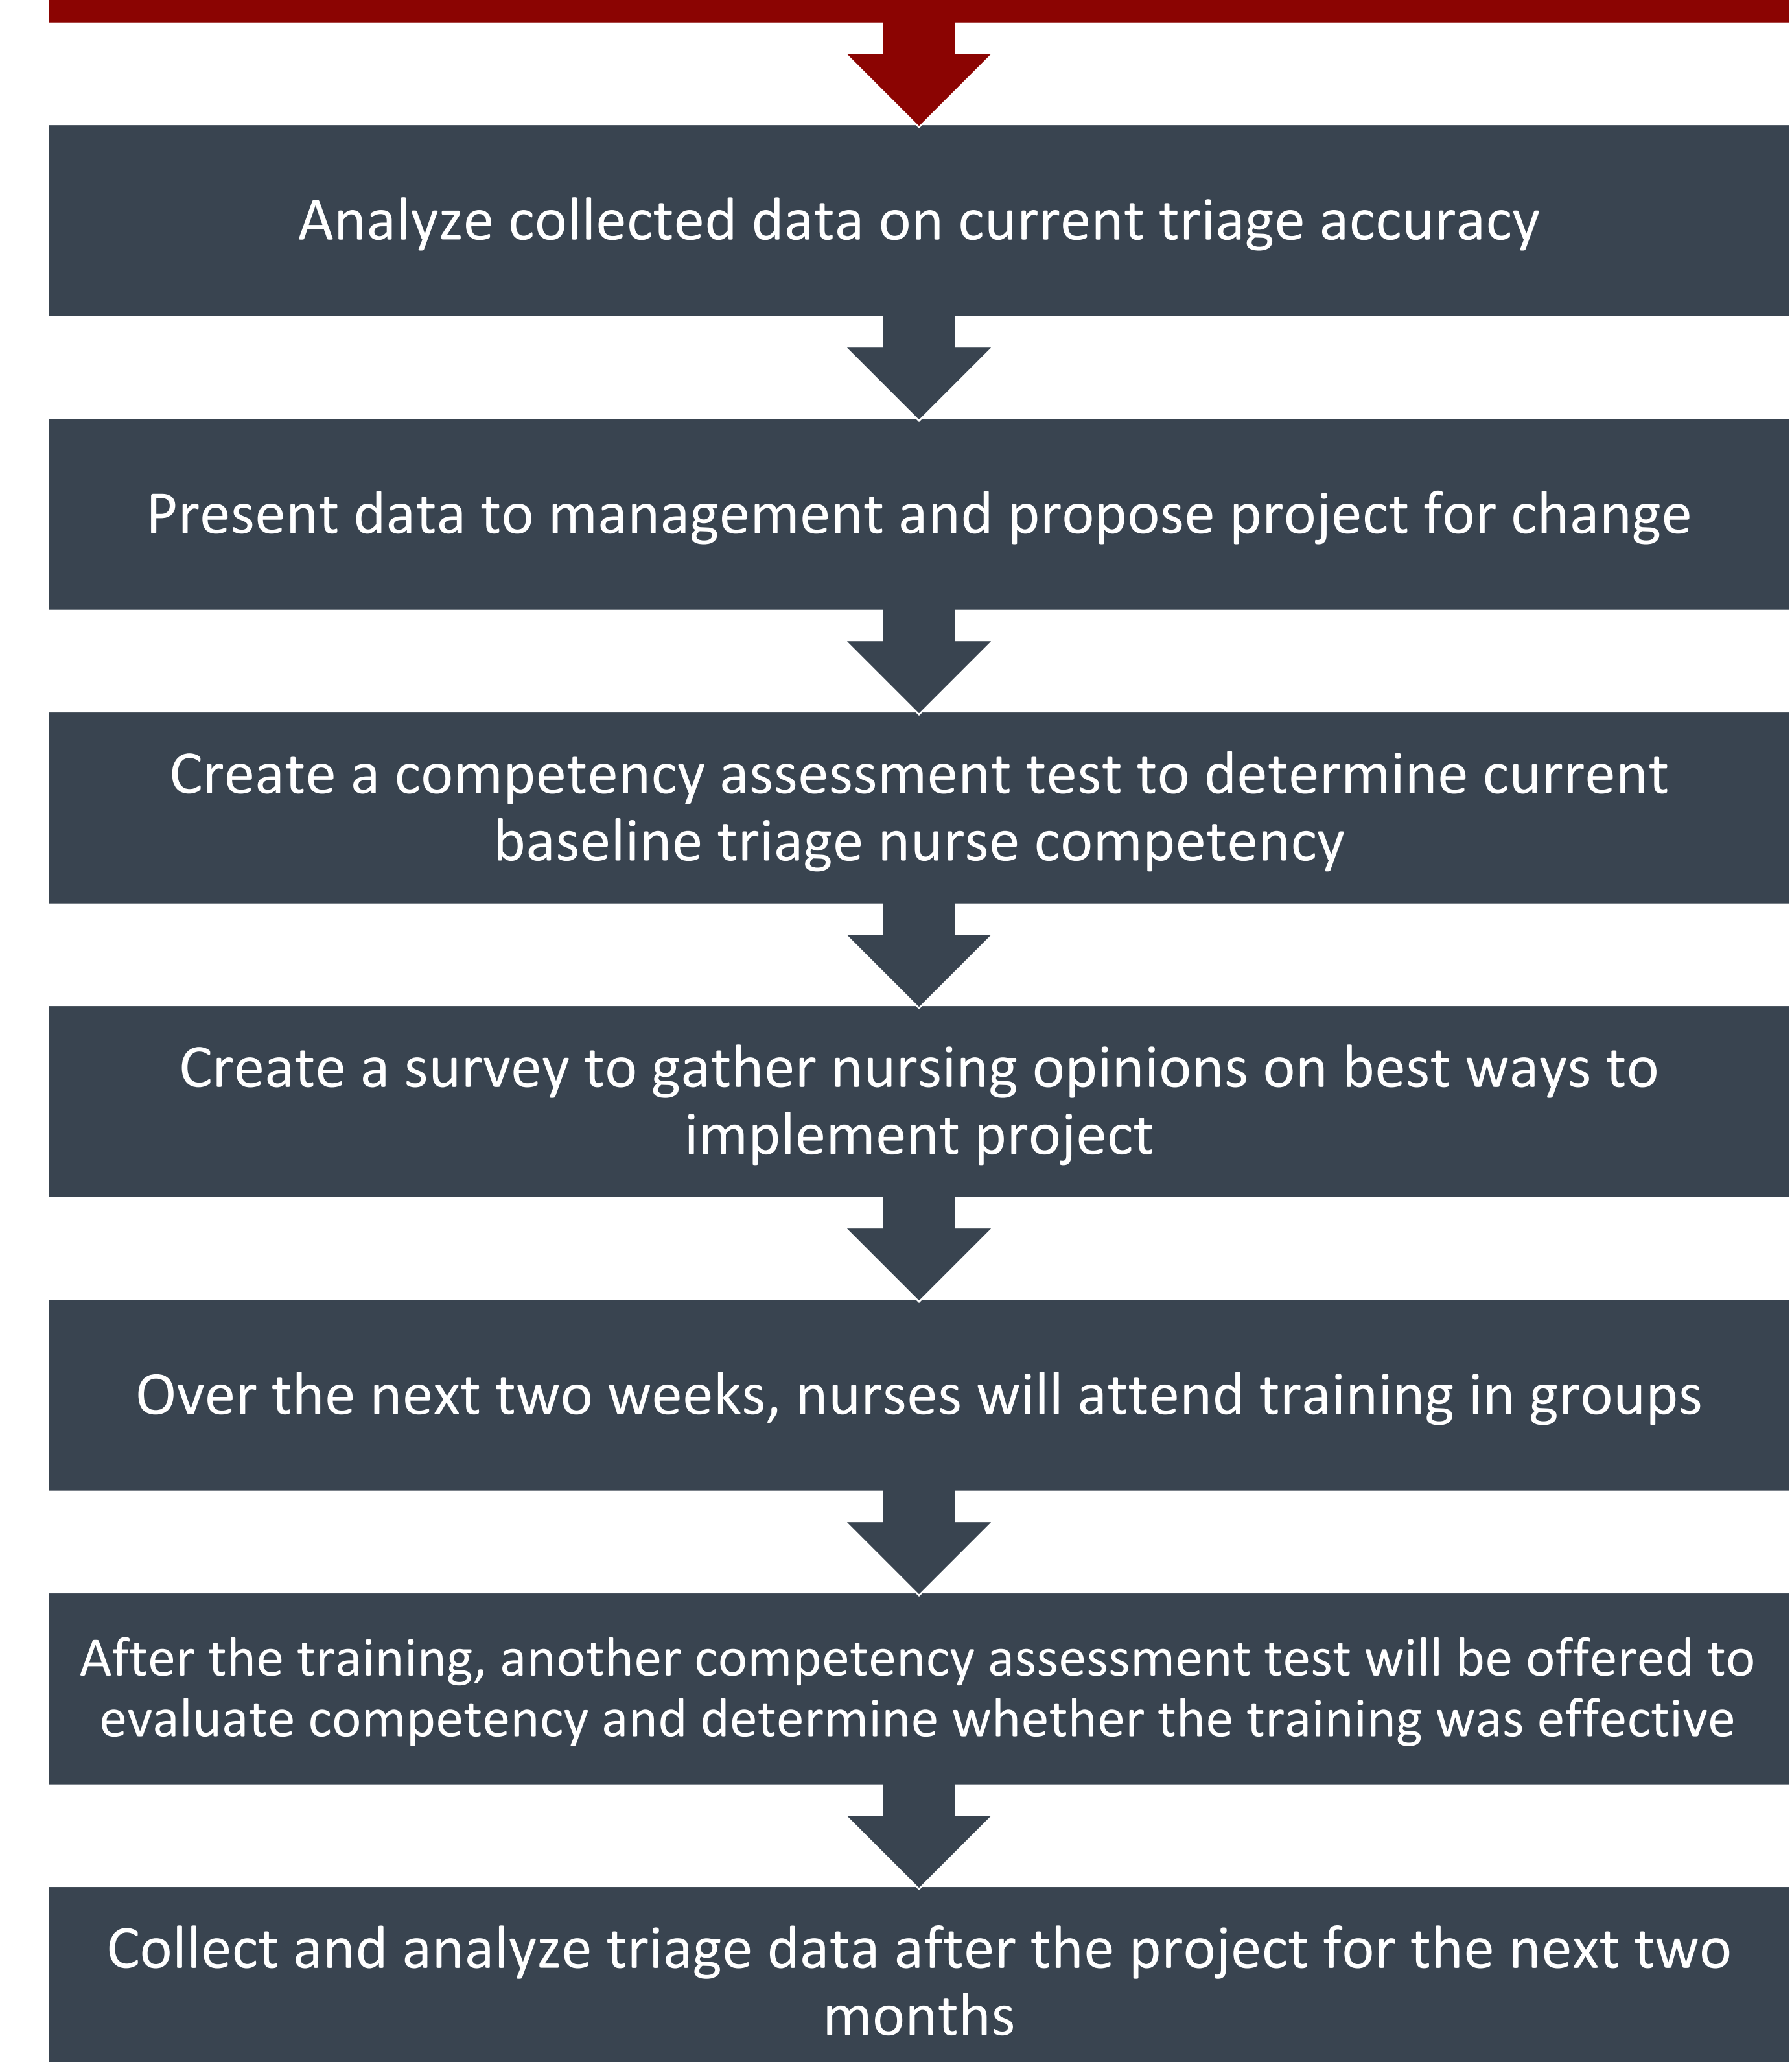 Analyze collected data on current triage accuracy
Present data to management and propose project for change
Create a competency assessment test to determine current
baseline triage nurse competency
Create a survey to gather nursing opinions on best ways to
implement project
Over the next two weeks, nurses will attend training in groups
After the training, another competency assessment test will be offered to
evaluate competency and determine whether the training was effective
Collect and analyze triage data after the project for the next two
months